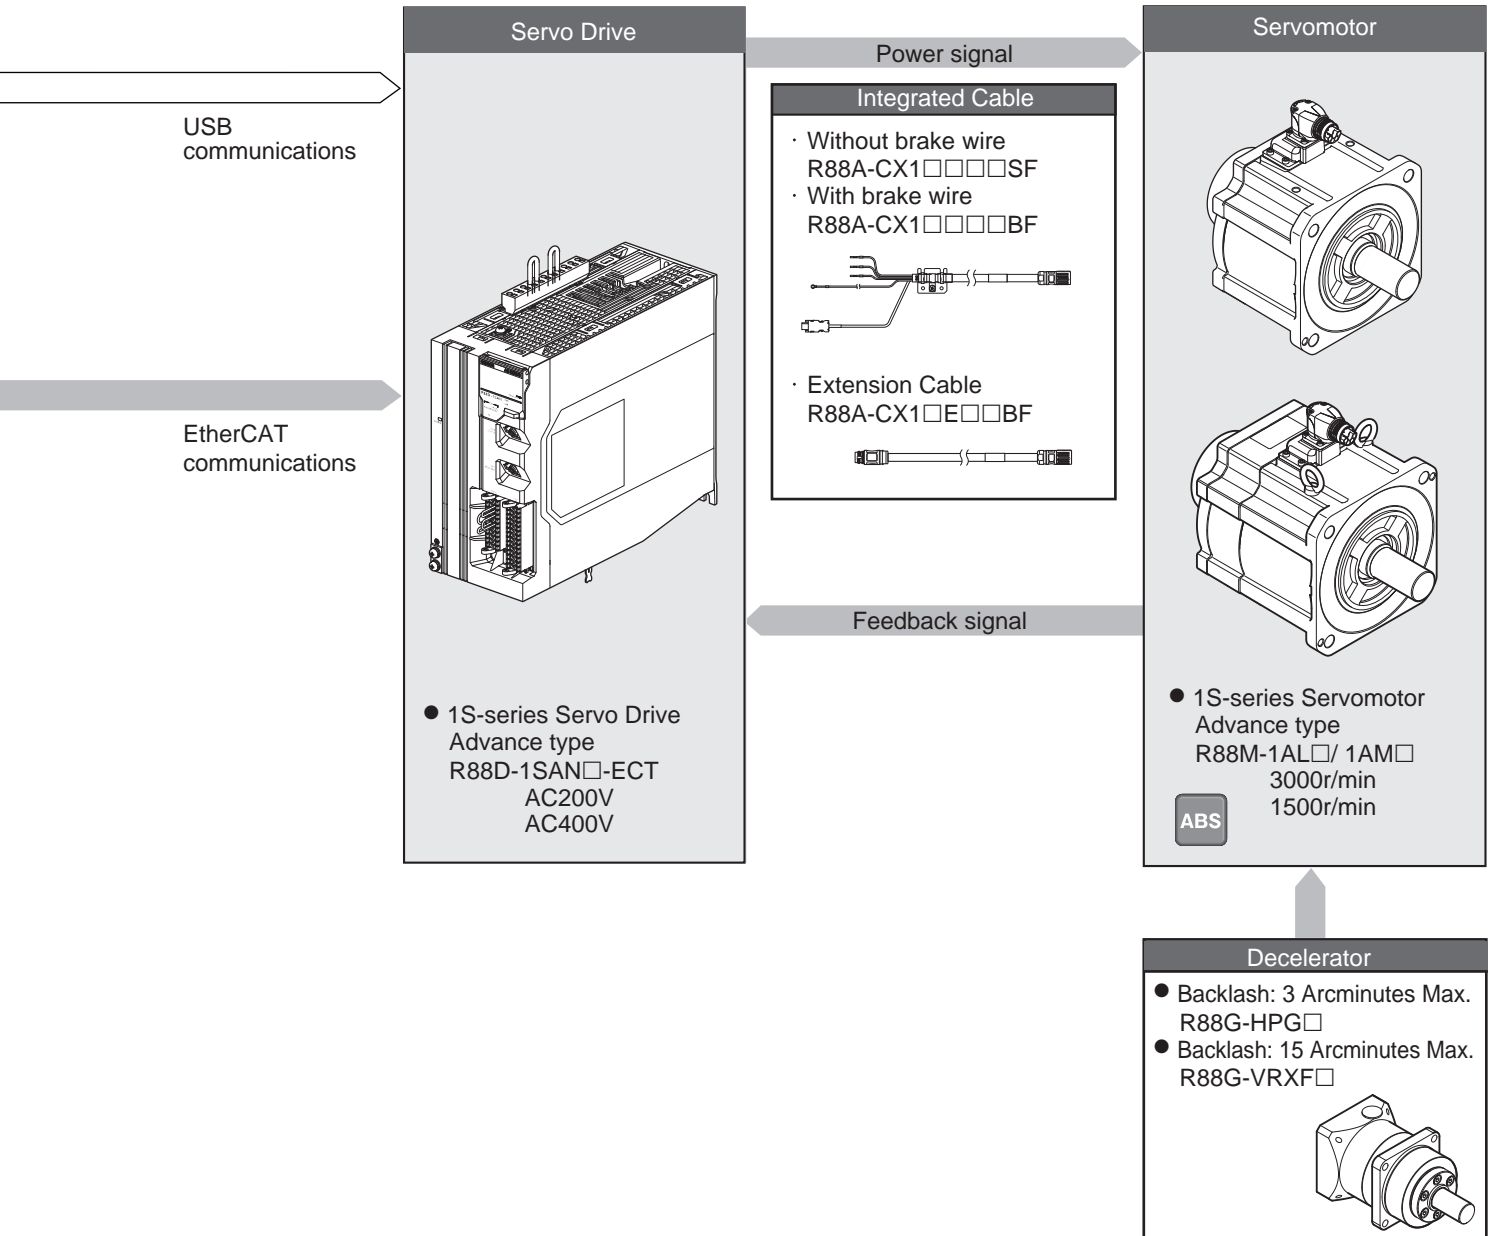 USB
communications
EtherCAT
communications
Servo Drive
● 1S-series Servo Drive
Advance type
R88D-1SAN□-ECT
AC200V
AC400V
Power signal
Integrated Cable
· Without brake wire
R88A-CX1□□□□SF
· With brake wire
R88A-CX1□□□□BF
· Extension Cable
R88A-CX1□E□□BF
Feedback signal
Servomotor
● 1S-series Servomotor
Advance type
R88M-1AL□/ 1AM□
3000r/min
1500r/min
ABS
Decelerator
● Backlash: 3 Arcminutes Max.
R88G-HPG□
● Backlash: 15 Arcminutes Max.
R88G-VRXF□